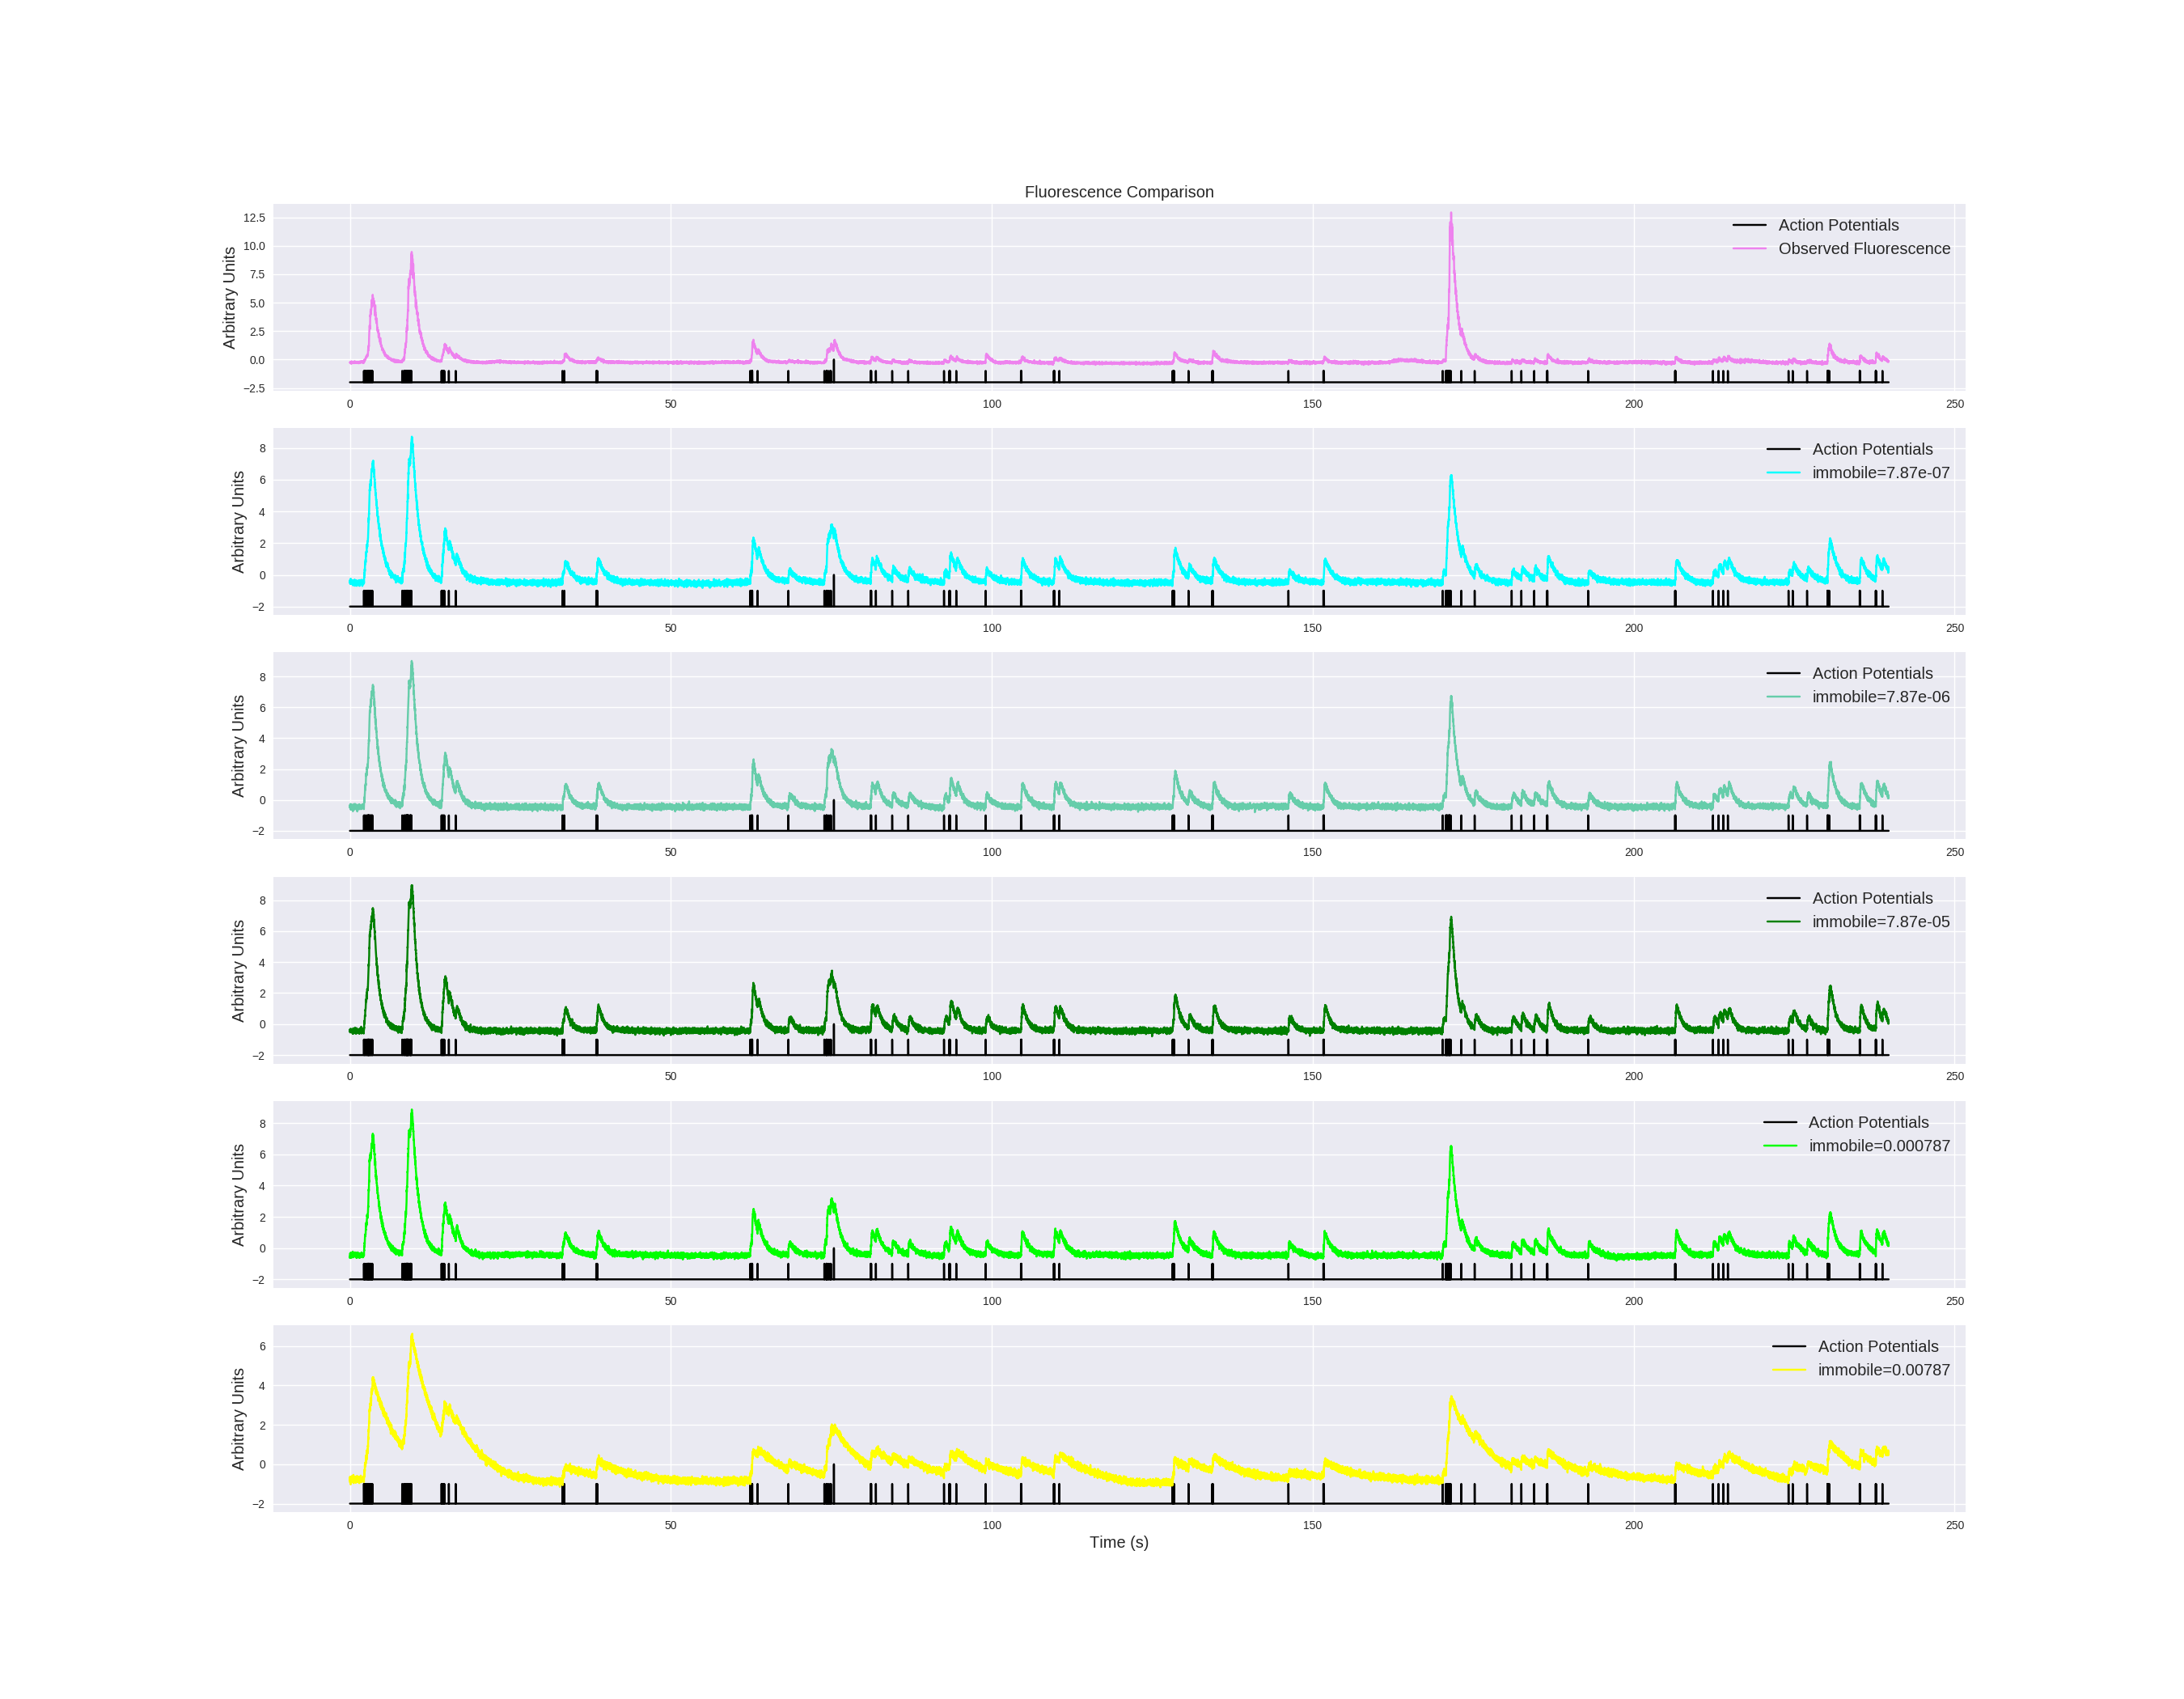 Fluorescence Comparison
Arbitrary Units
12.5
10.0
7.5
5.0
2.5
0.0
−2.5
Action Potentials
Observed Fluorescence
0 50 100 150 200 250
Arbitrary Units
8
6
4
2
0
−2
Action Potentials
immobile=7.87e-07
0 50 100 150 200 250
Arbitrary Units
8
6
4
2
0
−2
Action Potentials
immobile=7.87e-06
0 50 100 150 200 250
Arbitrary Units
8
6
4
2
0
−2
Action Potentials
immobile=7.87e-05
0 50 100 150 200 250
Arbitrary Units
8
6
4
2
0
−2
Action Potentials
immobile=0.000787
0 50 100 150 200 250
Arbitrary Units
6
4
2
0
−2
Action Potentials
immobile=0.00787
0 50 100 150 200 250
Time (s)